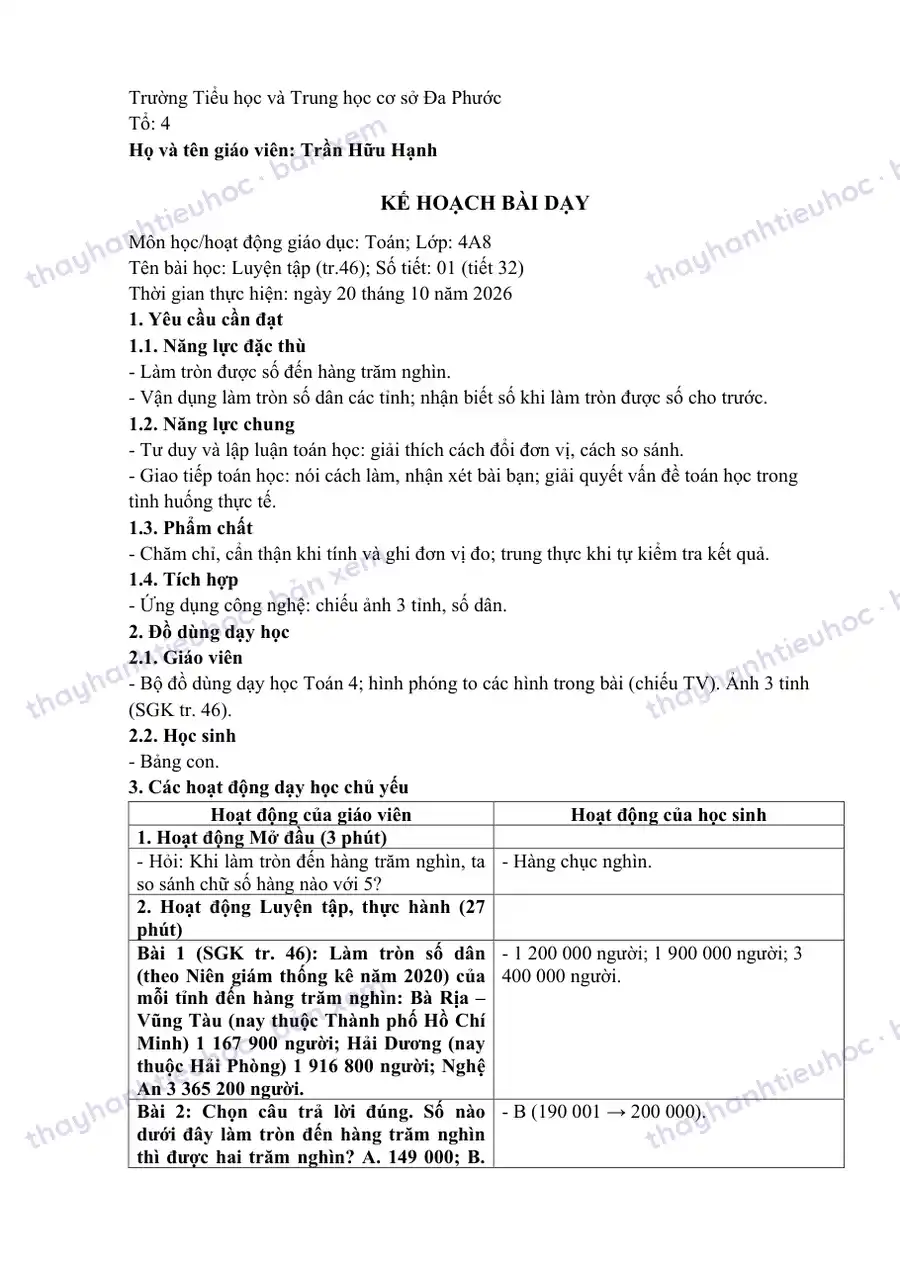 Trường Tiểu học và Trung học cơ sở Đa Phước
Tổ: 4
Họ và tên giáo viên: Trần Hữu Hạnh
KẾ HOẠCH BÀI DẠY
Môn học/hoạt động giáo dục: Toán; Lớp: 4A8
Tên bài học: Luyện tập (tr.46); Số tiết: 01 (tiết 32)
Thời gian thực hiện: ngày 20 tháng 10 năm 2026
1. Yêu cầu cần đạt
1.1. Năng lực đặc thù
- Làm tròn được số đến hàng trăm nghìn.
- Vận dụng làm tròn số dân các tỉnh; nhận biết số khi làm tròn được số cho trước.
1.2. Năng lực chung
- Tư duy và lập luận toán học: giải thích cách đổi đơn vị, cách so sánh.
- Giao tiếp toán học: nói cách làm, nhận xét bài bạn; giải quyết vấn đề toán học trong
tình huống thực tế.
1.3. Phẩm chất
- Chăm chỉ, cẩn thận khi tính và ghi đơn vị đo; trung thực khi tự kiểm tra kết quả.
1.4. Tích hợp
- Ứng dụng công nghệ: chiếu ảnh 3 tỉnh, số dân.
2. Đồ dùng dạy học
2.1. Giáo viên
- Bộ đồ dùng dạy học Toán 4; hình phóng to các hình trong bài (chiếu TV). Ảnh 3 tỉnh
(SGK tr. 46).
2.2. Học sinh
- Bảng con.
3. Các hoạt động dạy học chủ yếu
Hoạt động của giáo viên
Hoạt động của học sinh
1. Hoạt động Mở đầu (3 phút)
- Hỏi: Khi làm tròn đến hàng trăm nghìn, ta
so sánh chữ số hàng nào với 5?
- Hàng chục nghìn.
2. Hoạt động Luyện tập, thực hành (27
phút)
Bài 1 (SGK tr. 46): Làm tròn số dân
(theo Niên giám thống kê năm 2020) của
mỗi tỉnh đến hàng trăm nghìn: Bà Rịa –
Vũng Tàu (nay thuộc Thành phố Hồ Chí
Minh) 1 167 900 người; Hải Dương (nay
thuộc Hải Phòng) 1 916 800 người; Nghệ
An 3 365 200 người.
- 1 200 000 người; 1 900 000 người; 3
400 000 người.
Bài 2: Chọn câu trả lời đúng. Số nào
dưới đây làm tròn đến hàng trăm nghìn
thì được hai trăm nghìn? A. 149 000; B.
- B (190 001 → 200 000).
thayhanhtieuhoc · bản xem
thayhanhtieuhoc · b
thayhanhtieuhoc · bản xem
thayhanhtieuhoc · b
thayhanhtieuhoc · bản xem
thayhanhtieuhoc · b